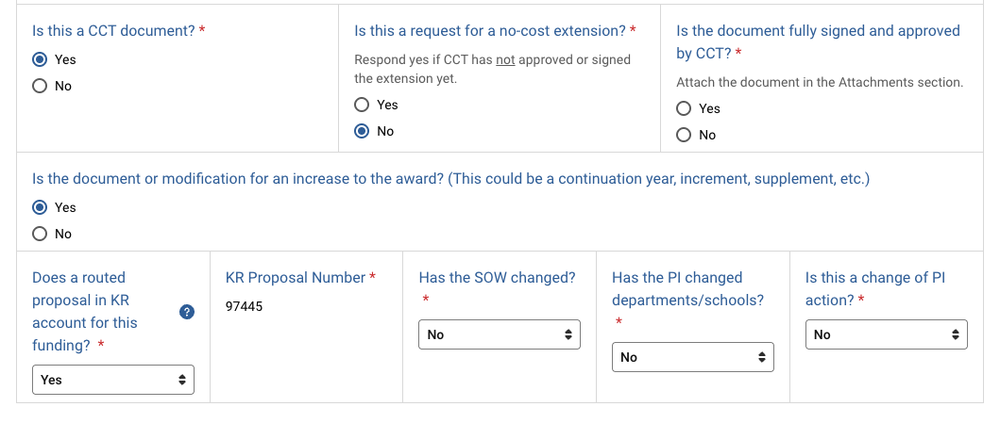 Is this a CCT document? *
Yes
No
Is this a request for a no-cost extension? *
Respond yes if CCT has not approved or signed
the extension yet.
Yes
No
Is the document fully signed and approved
by CCT? *
Attach the document in the Attachments section.
Yes
No
Is the document or modification for an increase to the award? (This could be a continuation year, increment, supplement, etc.)
Yes
No
Does a routed
proposal in KR
account for this
funding? *
?
Yes
KR Proposal Number *
97445
Has the SOW changed?
*
No
Has the PI changed
departments/schools?
*
No
Is this a change of PI
action? *
No